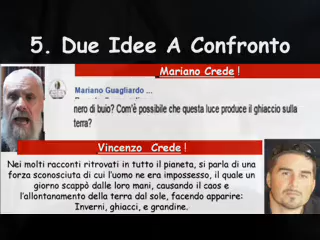 5. Due Idee A Confronto
Mariano Crede !
Mariano Guagliardo ...
nero di buio? Com'è possibile che questa luce produce il ghiaccio sulla
terra?
Vincenzo Crede !
Nei molti racconti ritrovati in tutto il pianeta, si parla di una
forza sconosciuta di cui l'uomo ne era impossesso, il quale un
giorno scappò dalle loro mani, causando il caos e
l'allontanamento della terra dal sole, facendo apparire:
Inverni, ghiacci, e grandine.